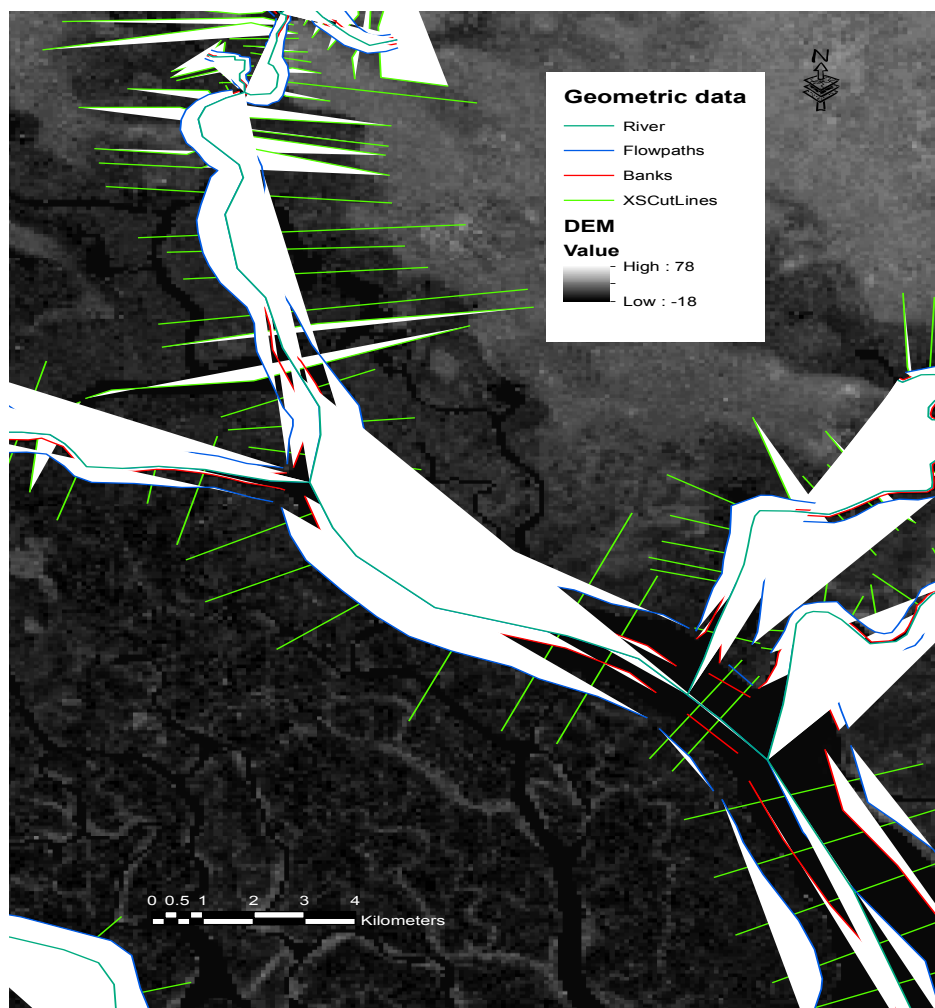 N
Geometric data
River
Flowpaths
Banks
XSCutLines
DEM
Value
High : 78
Low : -18
0 0.5 1 2 3 4
Kilometers